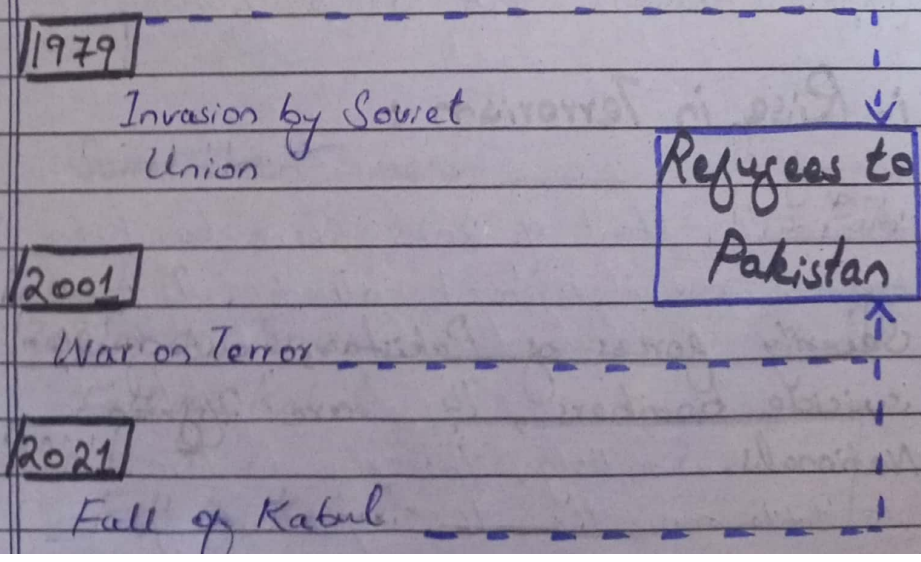 1979
Invasion by Soviet
Union
Refugees to
Pakistan
2001
War on Terror
2021
Fall of Kabul